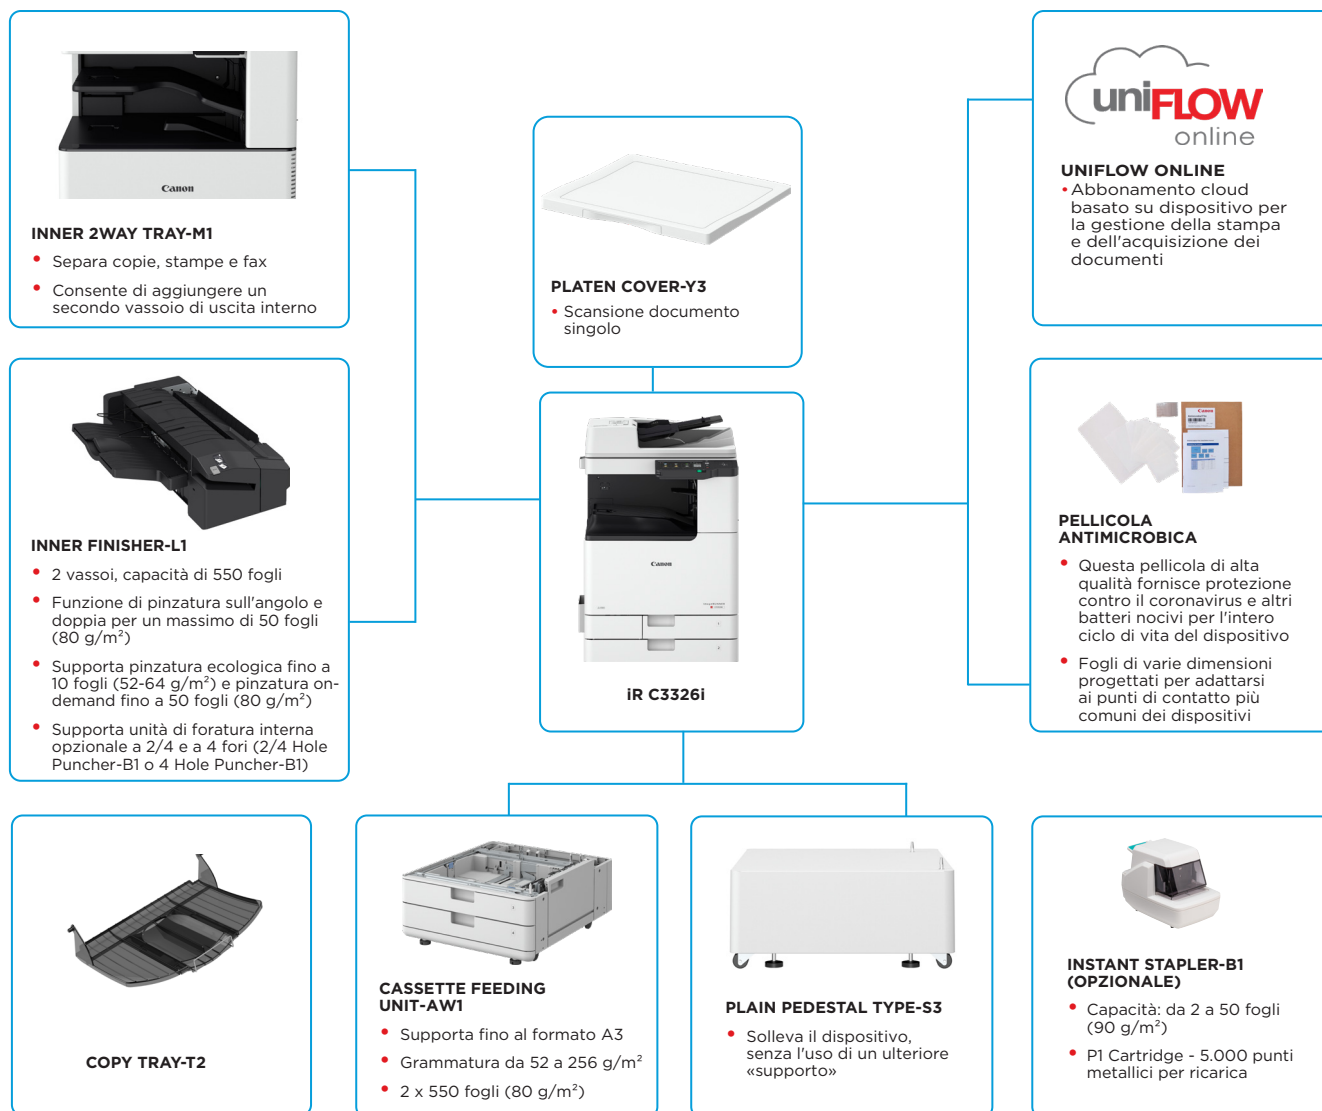 Canon
INNER 2WAY TRAY-M1
• Separa copie, stampe e fax
• Consente di aggiungere un
secondo vassoio di uscita interno
PLATEN COVER-Y3
• Scansione documento
singolo
uniFLOW
online
UNIFLOW ONLINE
• Abbonamento cloud
basato su dispositivo per
la gestione della stampa
e dell'acquisizione dei
documenti
INNER FINISHER-L1
• 2 vassoi, capacità di 550 fogli
• Funzione di pinzatura sull'angolo e
doppia per un massimo di 50 fogli
(80 g/m²)
• Supporta pinzatura ecologica fino a
10 fogli (52-64 g/m²) e pinzatura on-
demand fino a 50 fogli (80 g/m²)
• Supporta unità di foratura interna
opzionale a 2/4 e a 4 fori (2/4 Hole
Puncher-B1 o 4 Hole Puncher-B1)
Canon
iR C3326i
Canon
PELLICOLA
ANTIMICROBICA
• Questa pellicola di alta
qualità fornisce protezione
contro il coronavirus e altri
batteri nocivi per l'intero
ciclo di vita del dispositivo
• Fogli di varie dimensioni
progettati per adattarsi
ai punti di contatto più
comuni dei dispositivi
COPY TRAY-T2
CASSETTE FEEDING
UNIT-AW1
• Supporta fino al formato A3
• Grammatura da 52 a 256 g/m²
• 2 x 550 fogli (80 g/m²)
PLAIN PEDESTAL TYPE-S3
• Solleva il dispositivo,
senza l'uso di un ulteriore
«supporto»
INSTANT STAPLER-B1
(OPZIONALE)
• Capacità: da 2 a 50 fogli
(90 g/m²)
• P1 Cartridge - 5.000 punti
metallici per ricarica